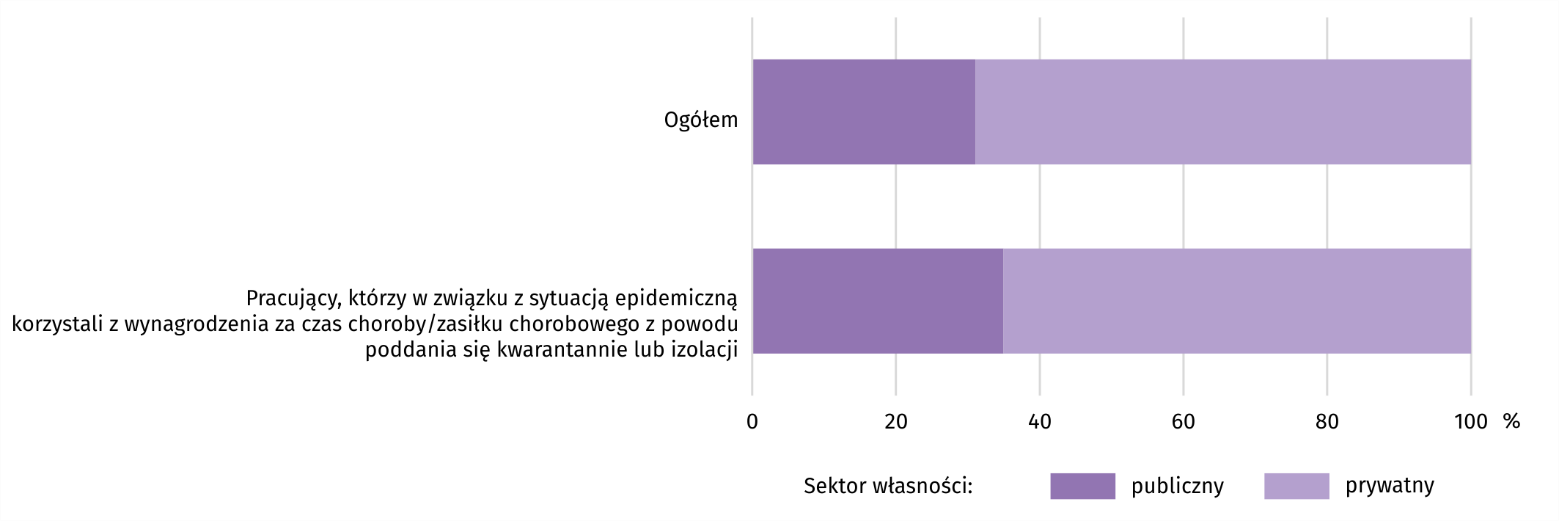 Ogółem
Pracujący, którzy w związku z sytuacją epidemiczną
korzystali z wynagrodzenia za czas choroby/zasiłku chorobowego z powodu
poddania się kwarantannie lub izolacji
0 20 40 60 80 100 %
Sektor własności: publiczny prywatny